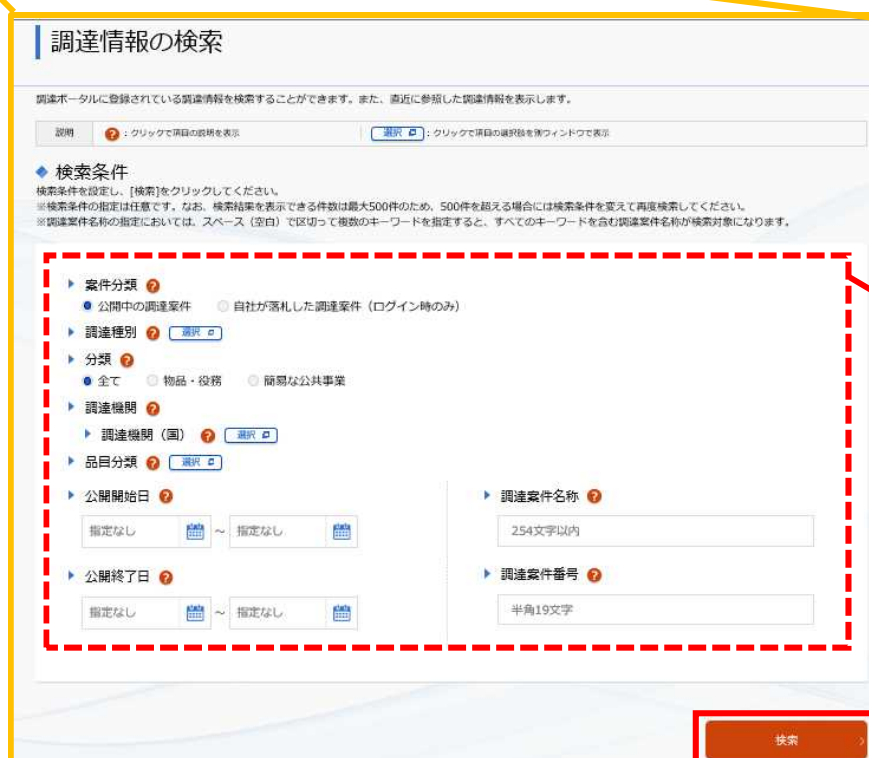 調達情報の検索
調達ポータルに登録されている調達情報を検索することができます。また、直近に参照した調達情報を表示します。
説明 ?：クリックで項目の説明を表示 選択：クリックで項目の選択肢を別ウィンドウで表示
検索条件
検索条件を設定し、[検索]をクリックしてください。
※検索条件の指定は任意です。なお、検索結果を表示できる件数は最大500件のため、500件を超える場合には検索条件を変えて再度検索してください。
※調達案件名称の指定においては、スペース（空白）で区切って複数のキーワードを指定すると、すべてのキーワードを含む調達案件名称が検索対象になります。
案件分類 ?
公開中の調達案件 自社が落札した調達案件（ログイン時のみ）
調達種別 ? 選択
分類 ?
全て 物品・役務 簡易な公共事業
調達機関 ?
調達機関（国） ? 選択
品目分類 ? 選択
公開開始日 ? 調達案件名称 ?
指定なし ～ 指定なし 254文字以内
公開終了日 ? 調達案件番号 ?
指定なし ～ 指定なし 半角19文字
検索